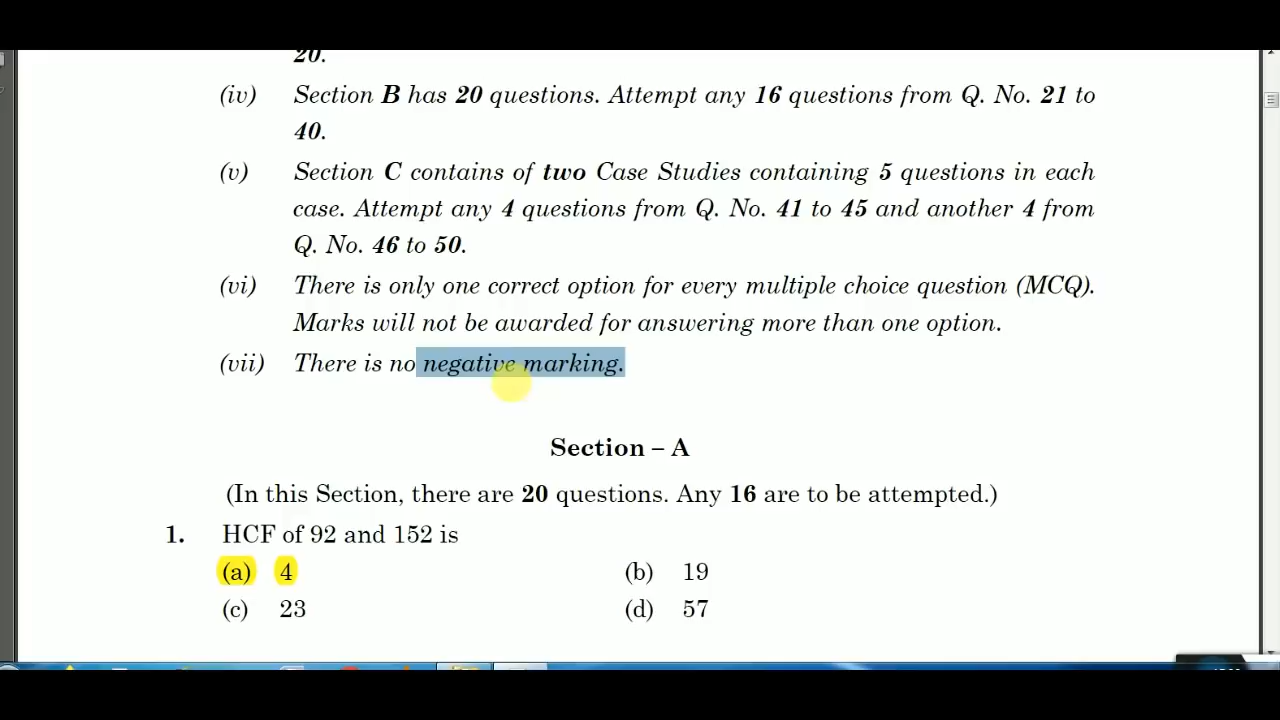 20.
(iv) Section B has 20 questions. Attempt any 16 questions from Q. No. 21 to
40.
(v) Section C contains of two Case Studies containing 5 questions in each
case. Attempt any 4 questions from Q. No. 41 to 45 and another 4 from
Q. No. 46 to 50.
(vi) There is only one correct option for every multiple choice question (MCQ).
Marks will not be awarded for answering more than one option.
(vii) There is no negative marking.
Section – A
(In this Section, there are 20 questions. Any 16 are to be attempted.)
1. HCF of 92 and 152 is
(a) 4 (b) 19
(c) 23 (d) 57